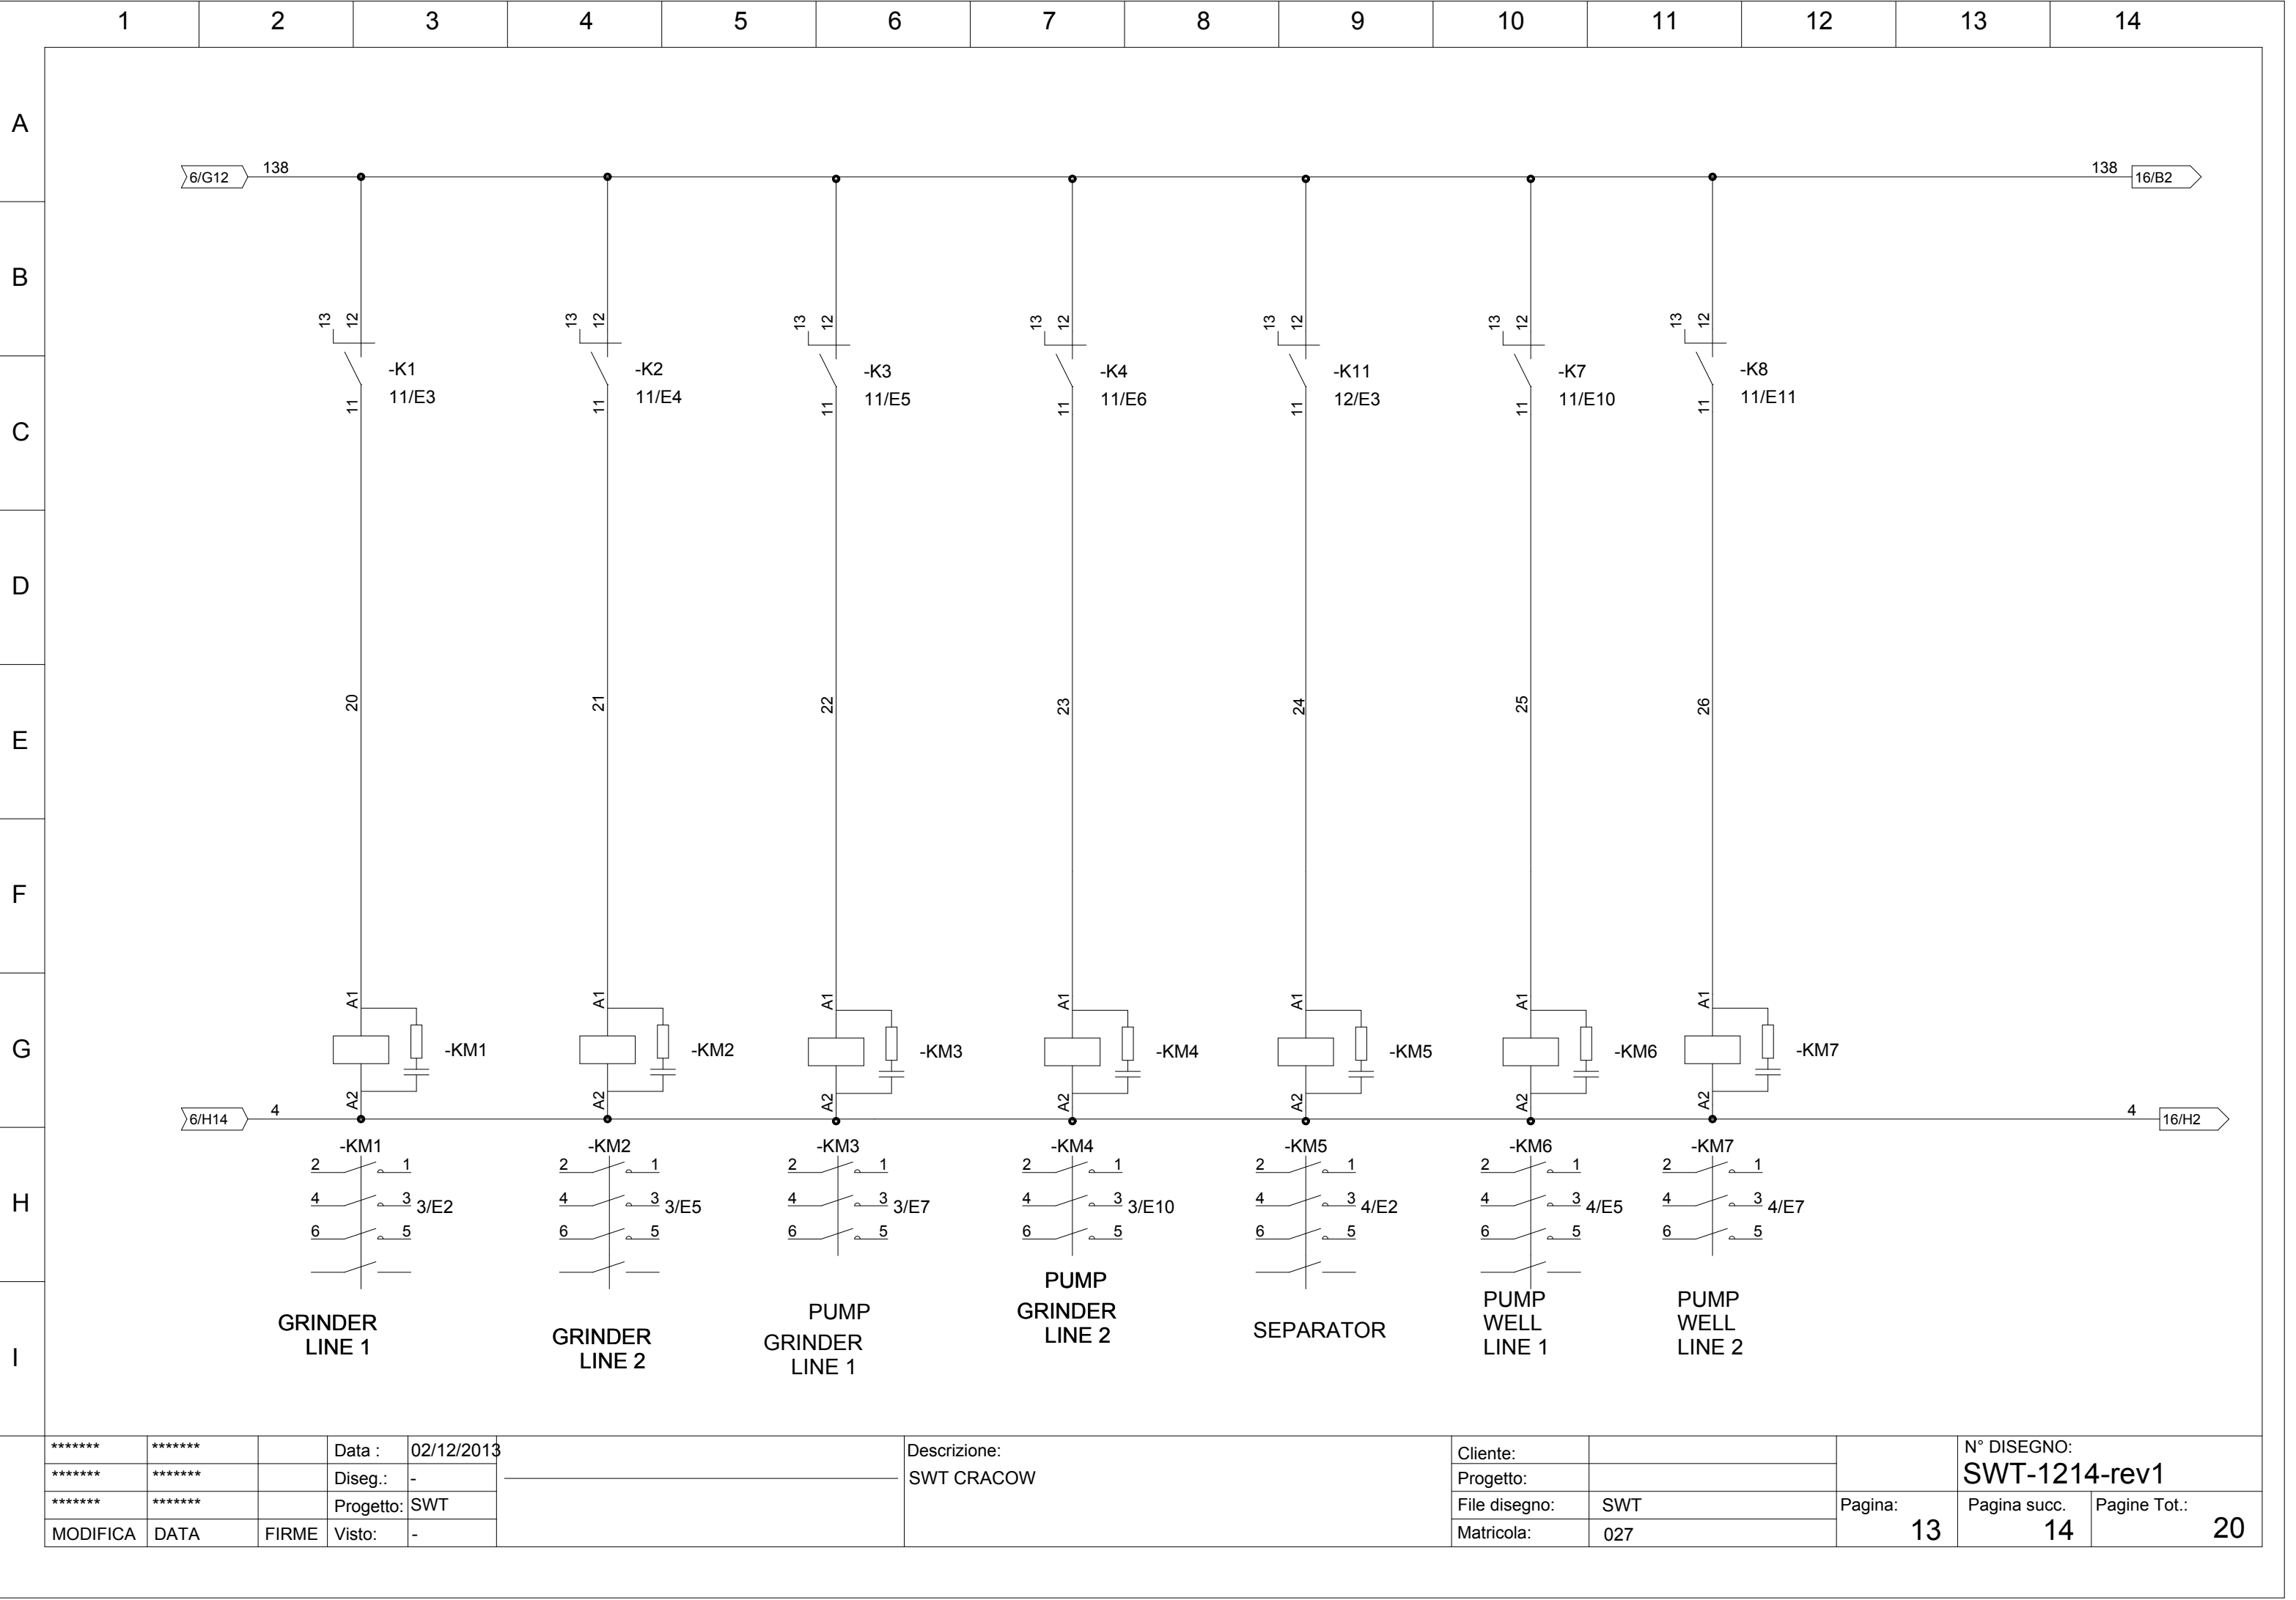 1 2 3 4 5 6 7 8 9 10 11 12 13 14
A
B
C
D
E
F
G
H
I
6/G12 138 138 16/B2
13 12 13 12 13 12 13 12 13 12 13 12 13 12
-K1 -K2 -K3 -K4 -K11 -K7 -K8
11/E3 11/E4 11/E5 11/E6 12/E3 11/E10 11/E11
11 11 11 11 11 11 11
20 21 22 23 24 25 26
A1 A1 A1 A1 A1 A1 A1
-KM1 -KM2 -KM3 -KM4 -KM5 -KM6 -KM7
A2 A2 A2 A2 A2 A2 A2
6/H14 4 4 16/H2
-KM1 -KM2 -KM3 -KM4 -KM5 -KM6 -KM7
2 1 2 1 2 1 2 1 2 1 2 1 2 1
4 3 3/E2 4 3 3/E5 4 3 3/E7 4 3 3/E10 4 3 4/E2 4 3 4/E5 4 3 4/E7
6 5 6 5 6 5 6 5 6 5 6 5 6 5
GRINDER
LINE 1
GRINDER
LINE 2
PUMP
GRINDER
LINE 1
PUMP
GRINDER
LINE 2
SEPARATOR
PUMP
WELL
LINE 1
PUMP
WELL
LINE 2
******* ******* Data : 02/12/2013
******* ******* Diseg.: -
******* ******* Progetto: SWT
MODIFICA DATA FIRME Visto: -
Descrizione:
SWT CRACOW
Cliente:
Progetto:
File disegno: SWT
Matricola: 027
N° DISEGNO:
SWT-1214-rev1
Pagina: Pagina succ. Pagine Tot.:
13 14 20